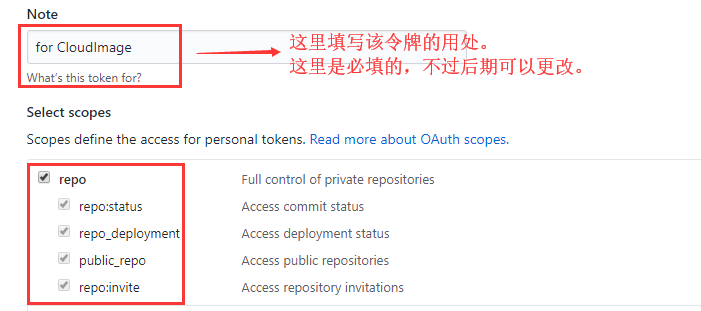 Note
for CloudImage
这里填写该令牌的用处。
这里是必填的，不过后期可以更改。
What's this token for?
Select scopes
Scopes define the access for personal tokens. Read more about OAuth scopes.
repo Full control of private repositories
repo:status Access commit status
repo_deployment Access deployment status
public_repo Access public repositories
repo:invite Access repository invitations